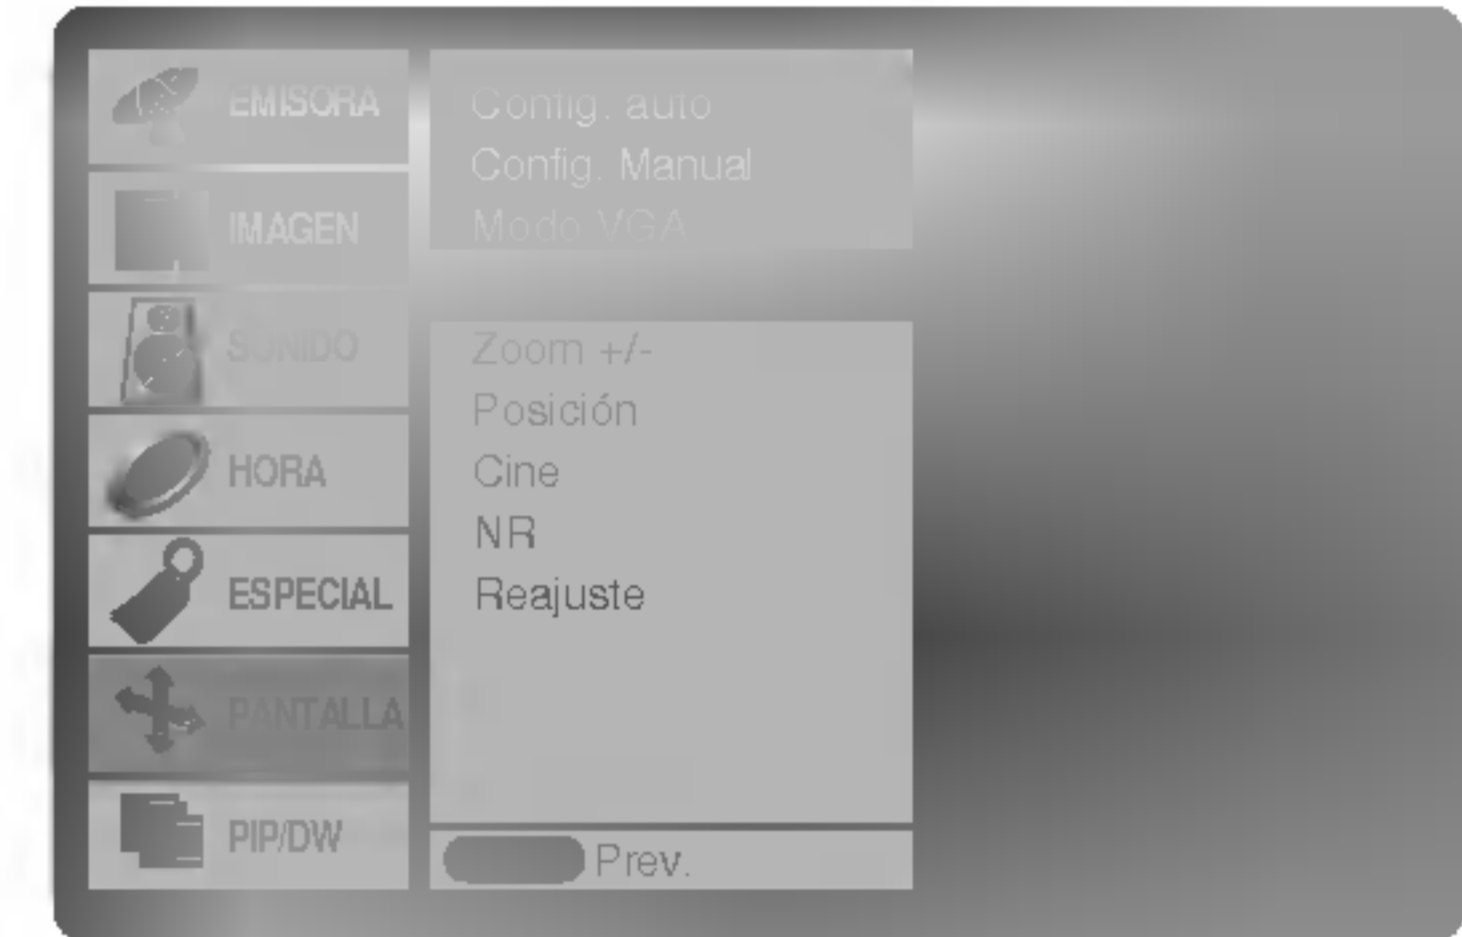 EMISORA
IMAGEN
SONIDO
HORA
ESPECIAL
PANTALLA
PIP/DW
Config. auto
Config. Manual
Modo VGA
Zoom +/-
Posición
Cine
NR
Reajuste
Prev.